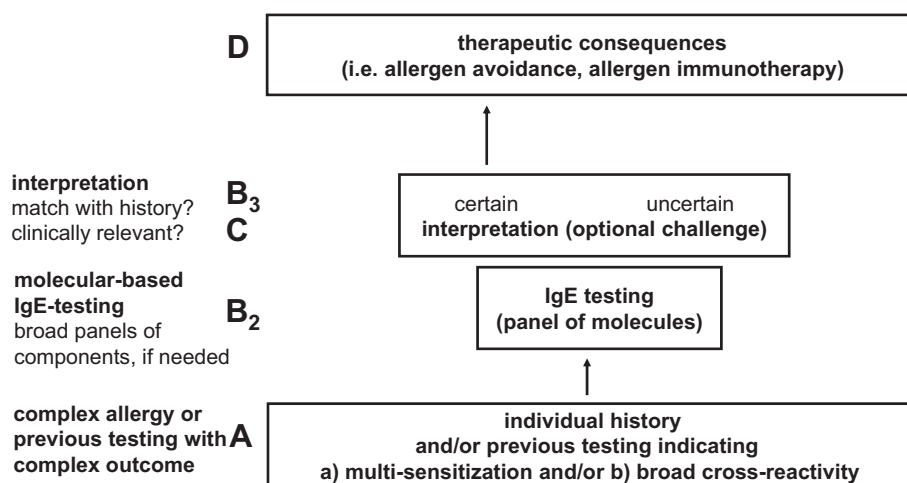 D
therapeutic consequences
(i.e. allergen avoidance, allergen immunotherapy)
interpretation
match with history?
clinically relevant?
B3
C
certain uncertain
interpretation (optional challenge)
molecular-based
IgE-testing
broad panels of
components, if needed
B2
IgE testing
(panel of molecules)
complex allergy or
previous testing with
complex outcome
A
individual history
and/or previous testing indicating
a) multi-sensitization and/or b) broad cross-reactivity